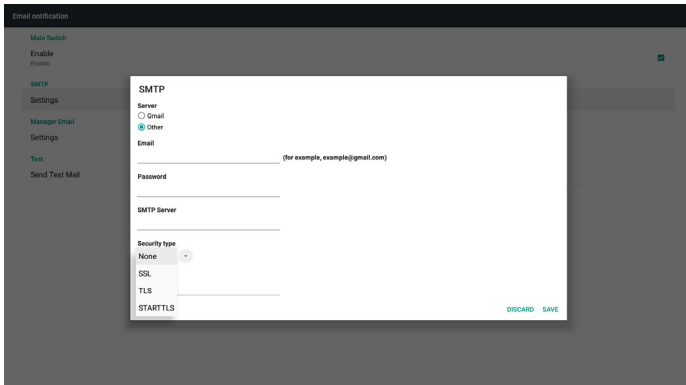 Email notification
Main Switch
Enable
Enable
SMTP
Settings
Manager Email
Settings
Test
Send Test Mail
SMTP
Server
Gmail
Other
Email
(for example, example@gmail.com)
Password
SMTP Server
Security type
None
SSL
TLS
STARTTLS
DISCARD SAVE